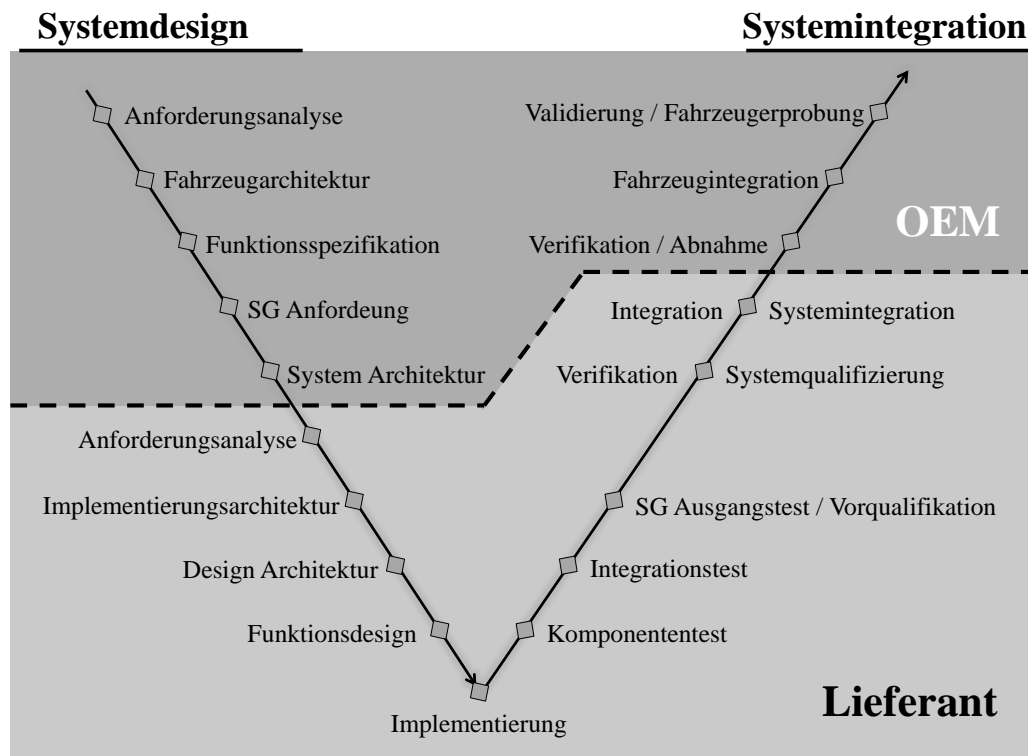 Systemdesign
Systemintegration
Anforderungsanalyse
Validierung / Fahrzeugerprobung
Fahrzeugarchitektur
Fahrzeugintegration
OEM
Funktionsspezifikation
Verifikation / Abnahme
SG Anfordeung
Integration
Systemintegration
System Architektur
Verifikation
Systemqualifizierung
Anforderungsanalyse
Implementierungsarchitektur
SG Ausgangstest / Vorqualifikation
Design Architektur
Integrationstest
Funktionsdesign
Komponententest
Lieferant
Implementierung